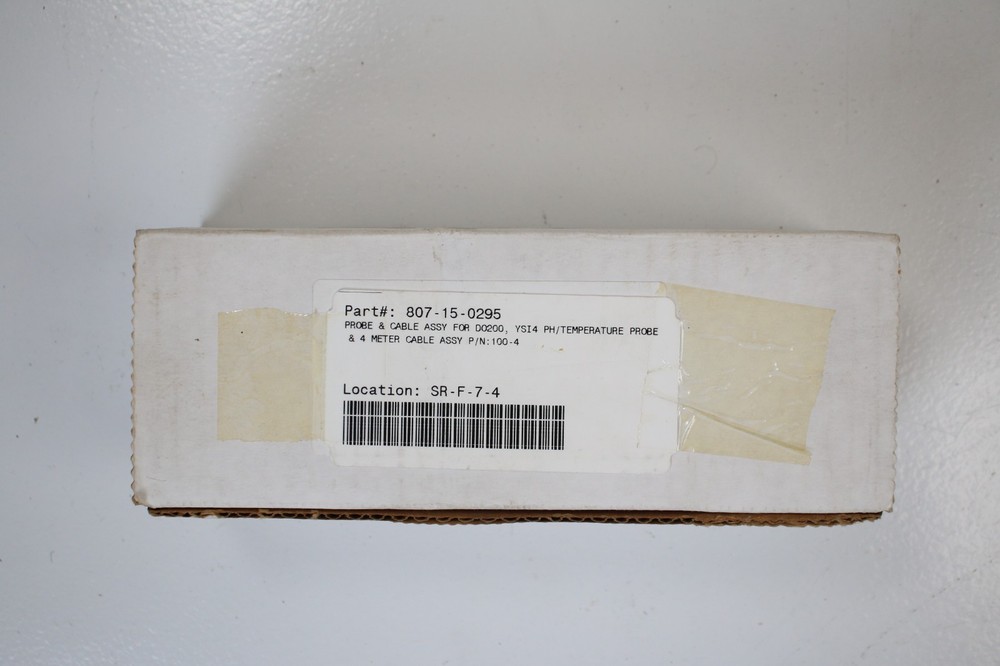 Part#: 807-15-0295
PROBE & CABLE ASSY FOR DO200, YSI4 PH/TEMPERATURE PROBE
& 4 METER CABLE ASSY P/N:100-4
Location: SR-F-7-4